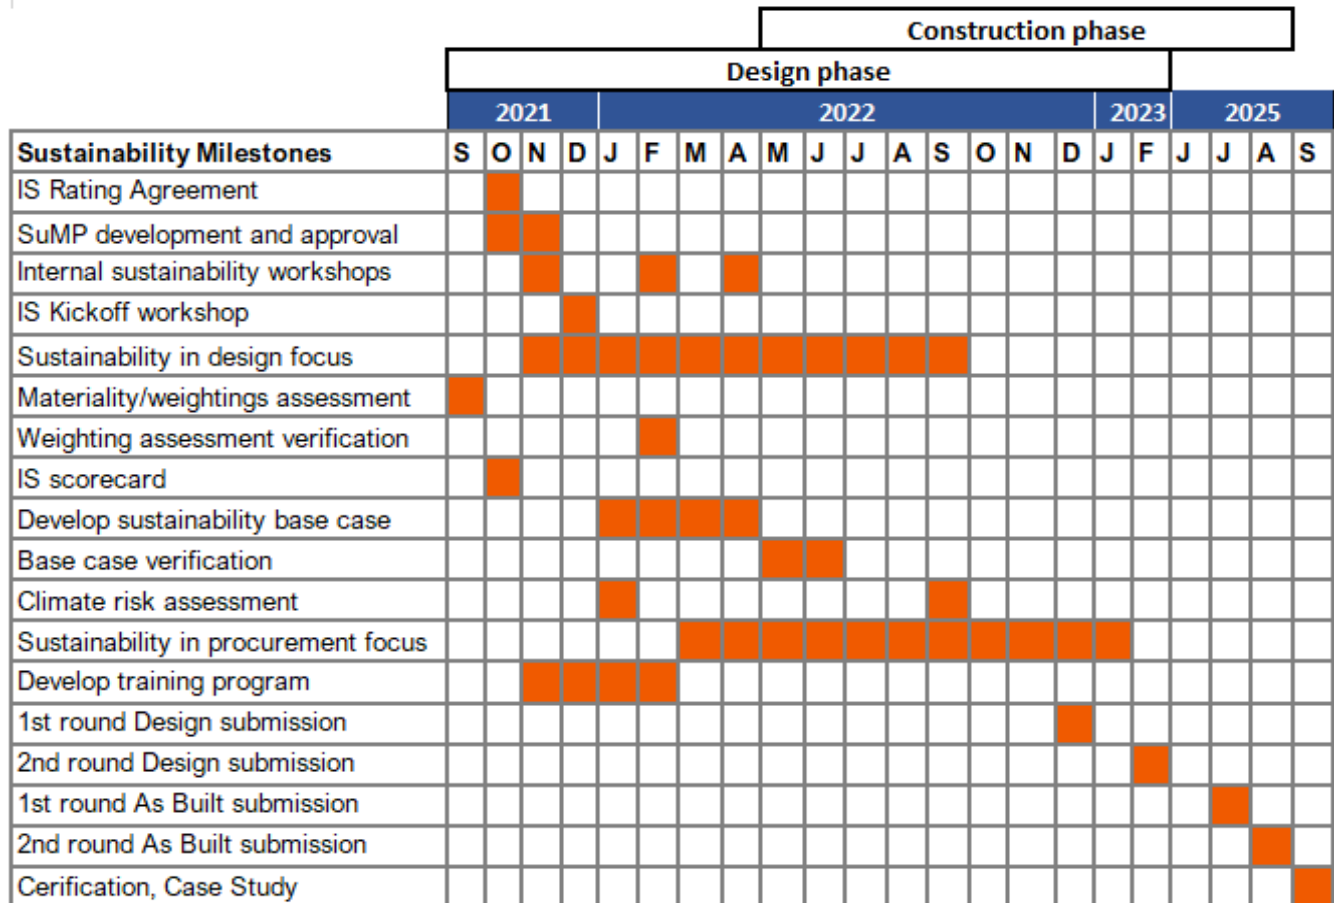 Construction phase
Design phase
2021 2022 2023 2025
Sustainability Milestones S O N D J F M A M J J A S O N D J F J J A S
IS Rating Agreement
SuMP development and approval
Internal sustainability workshops
IS Kickoff workshop
Sustainability in design focus
Materiality/weightings assessment
Weighting assessment verification
IS scorecard
Develop sustainability base case
Base case verification
Climate risk assessment
Sustainability in procurement focus
Develop training program
1st round Design submission
2nd round Design submission
1st round As Built submission
2nd round As Built submission
Cerification, Case Study